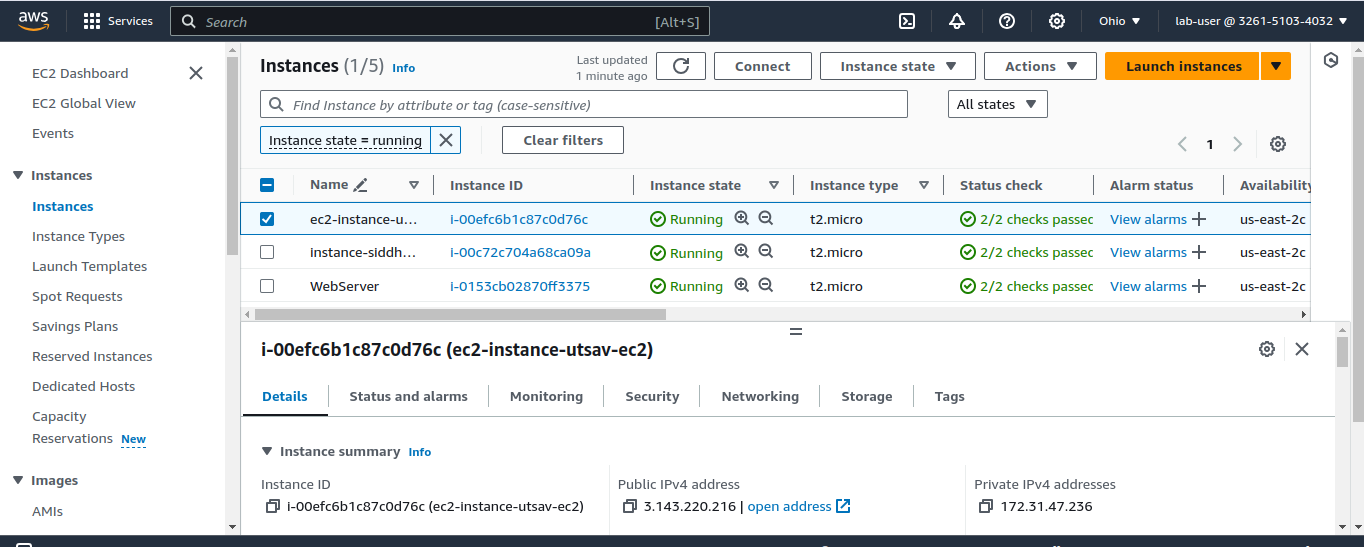 aws
Services
Search
[Alt+S]
Ohio
lab-user @ 3261-5103-4032
EC2 Dashboard
EC2 Global View
Events
Instances
Instances
Instance Types
Launch Templates
Spot Requests
Savings Plans
Reserved Instances
Dedicated Hosts
Capacity
Reservations New
Images
AMIs
Instances (1/5) Info
Last updated
1 minute ago
Connect
Instance state
Actions
Launch instances
Find Instance by attribute or tag (case-sensitive)
All states
Instance state = running
Clear filters
1
Name Instance ID Instance state Instance type Status check Alarm status Availability
ec2-instance-u... i-00efc6b1c87c0d76c Running t2.micro 2/2 checks passec View alarms us-east-2c
instance-siddh... i-00c72c704a68ca09a Running t2.micro 2/2 checks passec View alarms us-east-2c
WebServer i-0153cb02870ff3375 Running t2.micro 2/2 checks passec View alarms us-east-2c
i-00efc6b1c87c0d76c (ec2-instance-utsav-ec2)
Details Status and alarms Monitoring Security Networking Storage Tags
Instance summary Info
Instance ID
i-00efc6b1c87c0d76c (ec2-instance-utsav-ec2)
Public IPv4 address
3.143.220.216 | open address
Private IPv4 addresses
172.31.47.236